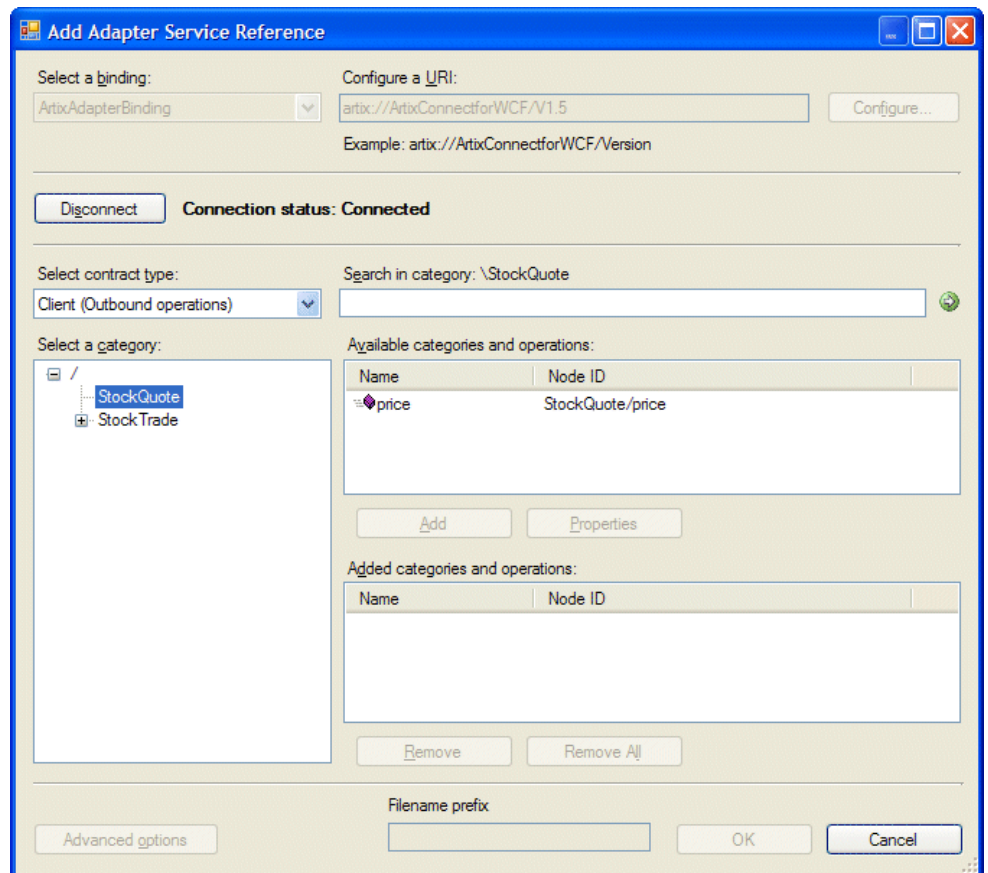 Add Adapter Service Reference
Select a binding:
Configure a URI:
ArtixAdapterBinding
artix://ArtixConnectforWCF/V1.5
Configure...
Example: artix://ArtixConnectforWCF/Version
Disconnect
Connection status: Connected
Select contract type:
Search in category: \StockQuote
Client (Outbound operations)
Select a category:
Available categories and operations:
/
Name Node ID
StockQuote
price StockQuote/price
StockTrade
Add
Properties
Added categories and operations:
Name Node ID
Remove
Remove All
Filename prefix
Advanced options
OK
Cancel